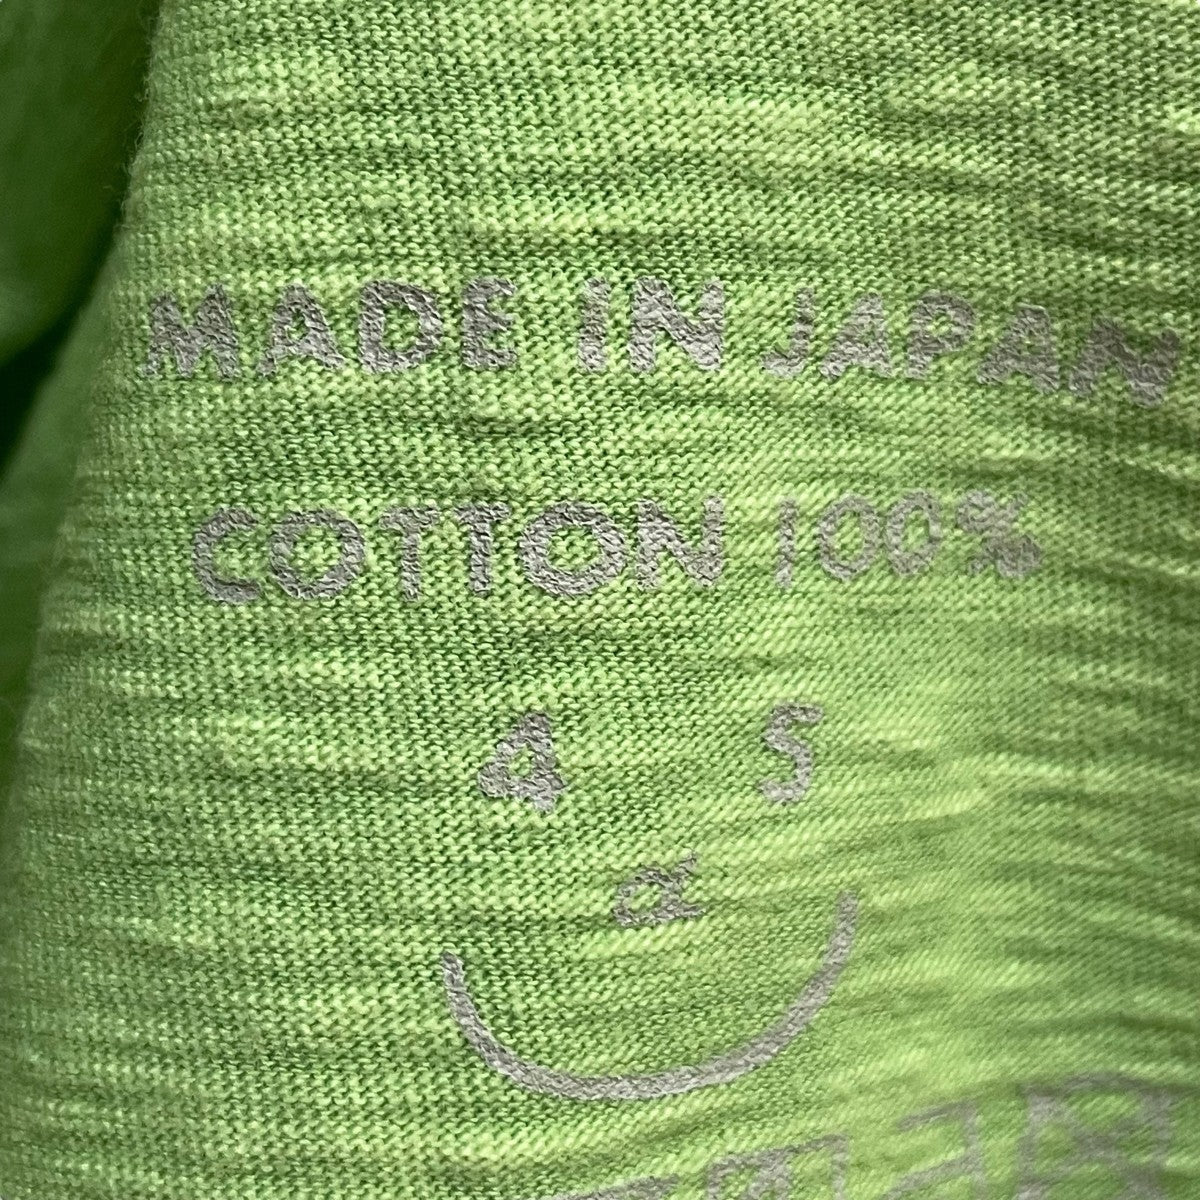 MADE IN JAPAN
COTTON 100%
4 5
d